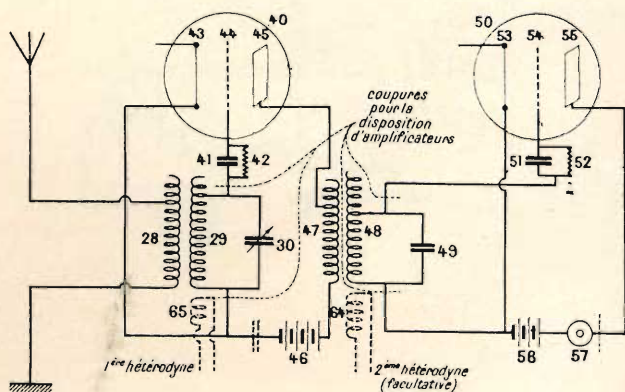 40
43 44 45
50
53 54 55
coupures
pour la
disposition
d'amplificateurs
41 42
51 52
28 29 30 47 48 49
65
64
46
58 57
1ère hétérodyne
2ème hétérodyne
(facultative)